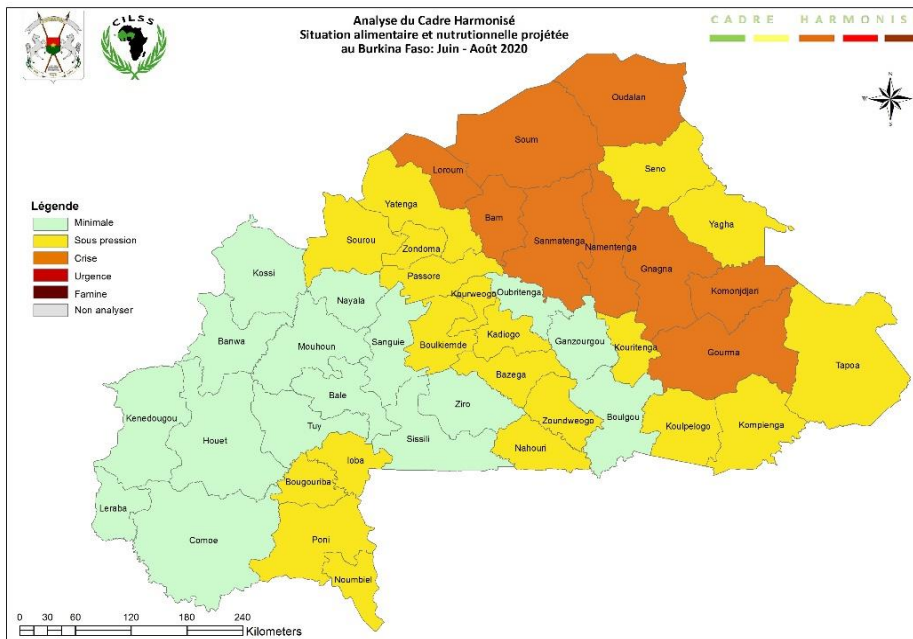 CILSS
Analyse du Cadre Harmonisé
Situation alimentaire et nutrutionnelle projétée
au Burkina Faso: Juin - Août 2020
CADRE HARMONIS
N
W
E
S
Oudalan
Soum
Loroum
Seno
Yatenga
Bam
Yagha
Légende
Minimale
Sous pression
Crise
Urgence
Famine
Non analyser
Sourou
Zondoma
Sanmatenga
Namentenga
Gnagna
Kossi
Passore
Komonjdjari
Nayala
Kourweogo
Oubritenga
Banwa
Mouhoun
Sanguie
Boulkiemde
Kadiogo
Ganzourgou
Kouritenga
Gourma
Tapoa
Bazega
Bale
Ziro
Kenedougou
Houet
Tuy
Sissili
Zoundweogo
Boulgou
Koulpelogo
Kompienga
Nahouri
Ioba
Bougouriba
Leraba
Comoe
Poni
Noumbiel
0 30 60 120 180 240
Kilometers